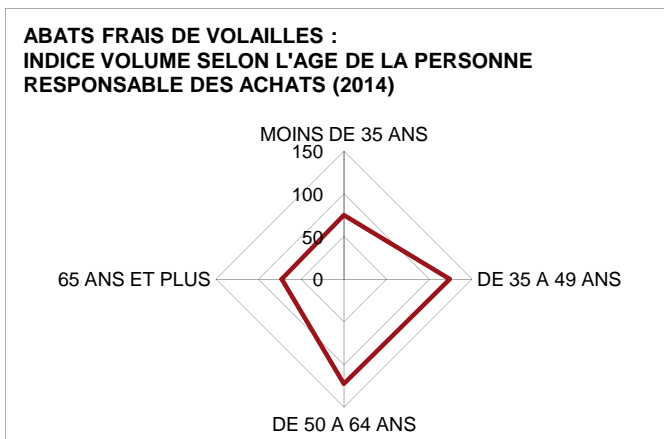 ABATS FRAIS DE VOLAILLES :
INDICE VOLUME SELON L'AGE DE LA PERSONNE
RESPONSABLE DES ACHATS (2014)
MOINS DE 35 ANS
150
100
50
65 ANS ET PLUS
0
DE 35 A 49 ANS
DE 50 A 64 ANS